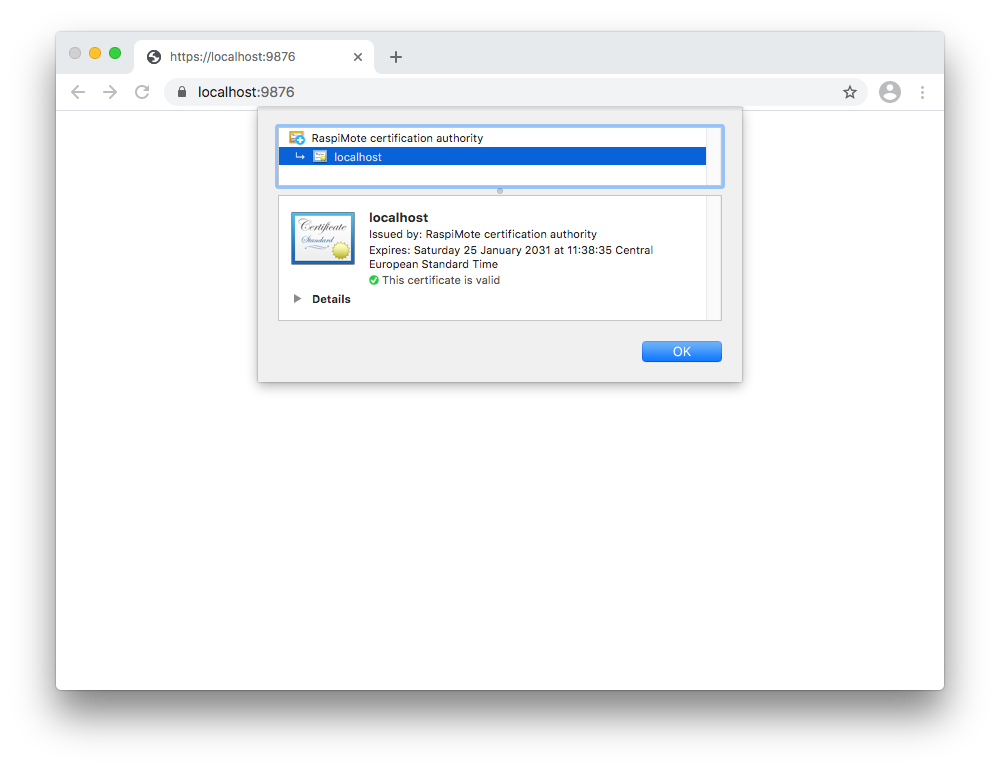 https://localhost:9876
localhost:9876
RaspiMote certification authority
localhost
Certificate
Standard
localhost
Issued by: RaspiMote certification authority
Expires: Saturday 25 January 2031 at 11:38:35 Central
European Standard Time
This certificate is valid
Details
OK